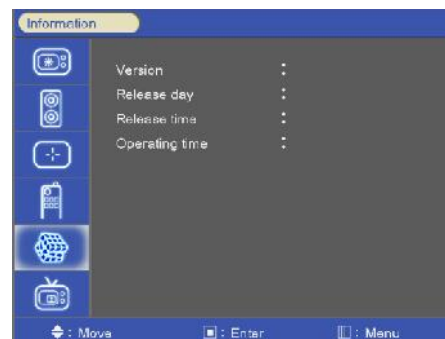 Information
Version :
Release day :
Release time :
Operating time :
: Move : Enter : Menu